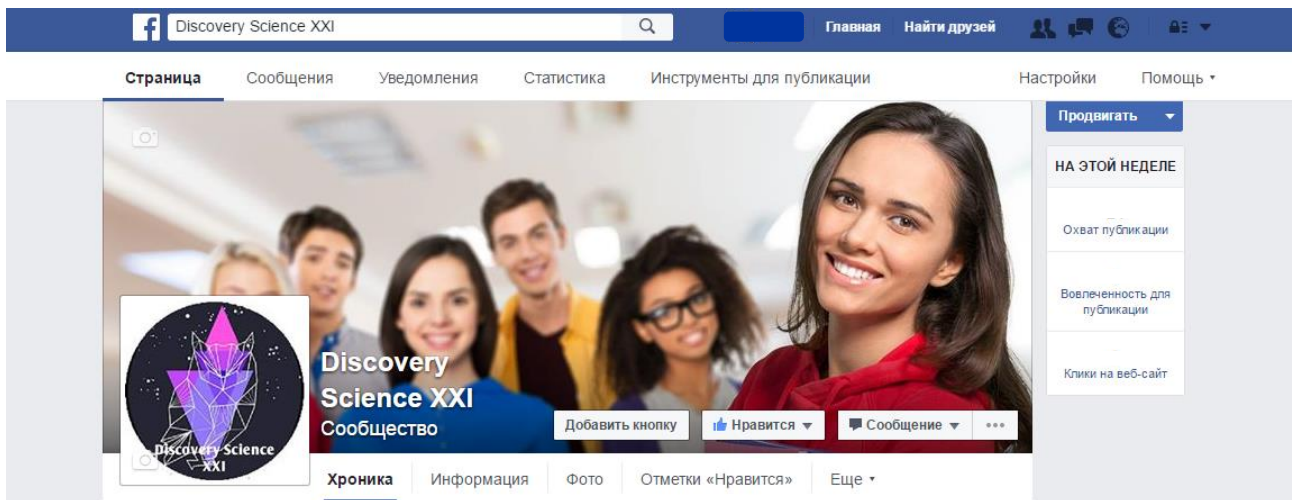 Discovery Science XXI
Главная Найти друзей
Страница Сообщения Уведомления Статистика Инструменты для публикации Настройки Помощь
Продвигать
НА ЭТОЙ НЕДЕЛЕ
Охват публикации
Вовлеченность для
публикации
Клики на веб-сайт
Discovery
Science XXI
Сообщество
Discovery Science
XXI
Добавить кнопку Нравится Сообщение
Хроника Информация Фото Отметки «Нравится» Еще